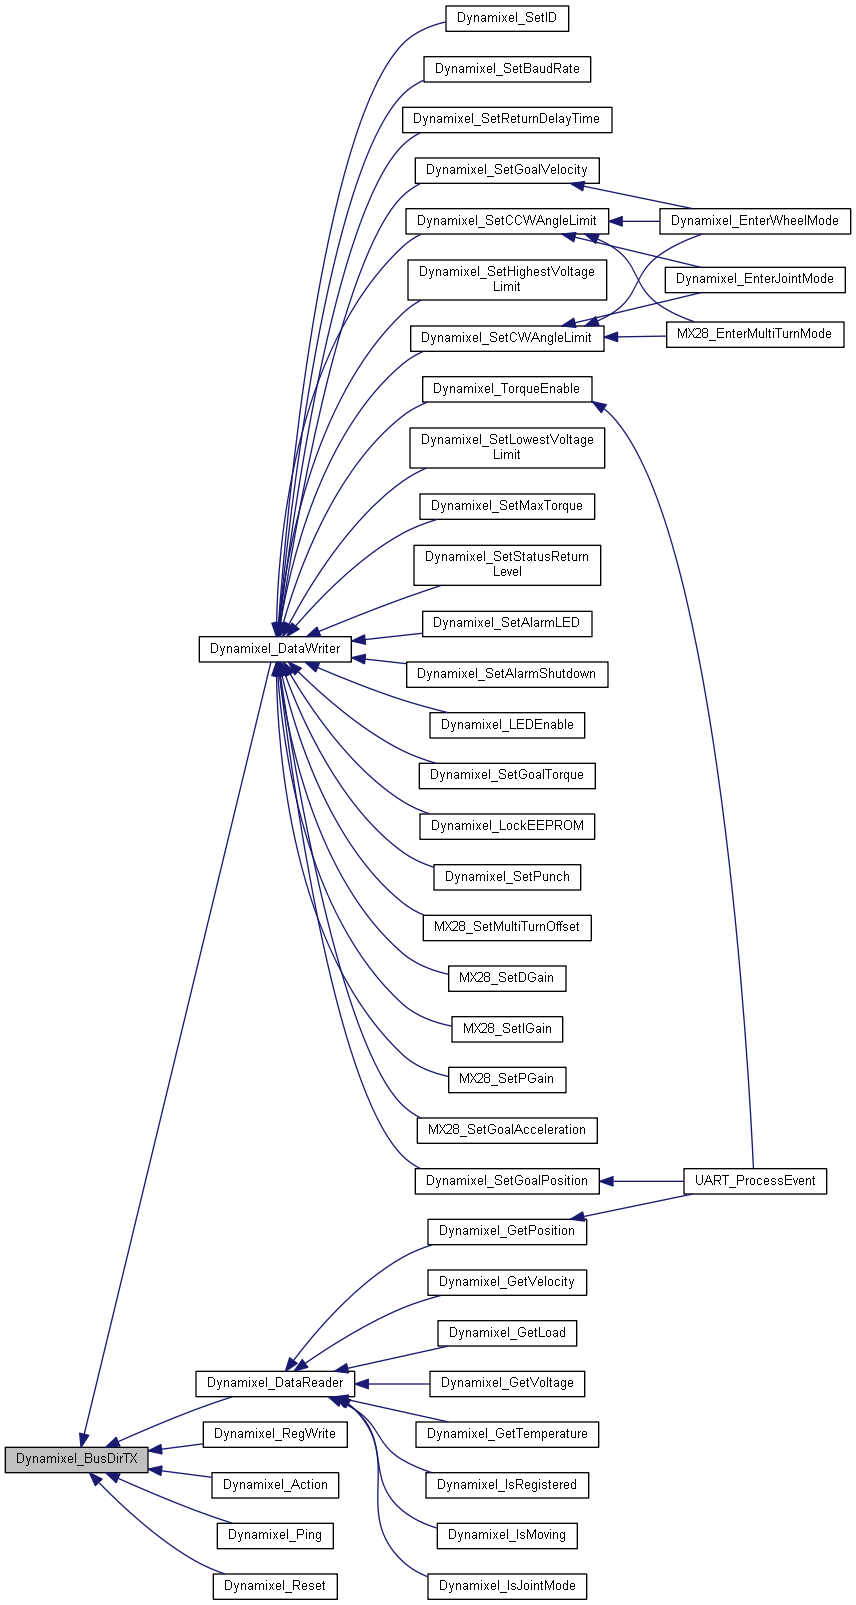 Dynamixel_SetID
Dynamixel_SetBaudRate
Dynamixel_SetReturnDelayTime
Dynamixel_SetGoalVelocity
Dynamixel_SetCCWAngleLimit
Dynamixel_EnterWheelMode
Dynamixel_SetHighestVoltage
Limit
Dynamixel_EnterJointMode
Dynamixel_SetCWAngleLimit
MX28_EnterMultiTurnMode
Dynamixel_TorqueEnable
Dynamixel_SetLowestVoltage
Limit
Dynamixel_SetMaxTorque
Dynamixel_SetStatusReturn
Level
Dynamixel_SetAlarmLED
Dynamixel_DataWriter
Dynamixel_SetAlarmShutdown
Dynamixel_LEDEnable
Dynamixel_SetGoalTorque
Dynamixel_LockEEPROM
Dynamixel_SetPunch
MX28_SetMultiTurnOffset
MX28_SetDGain
MX28_SetIGain
MX28_SetPGain
MX28_SetGoalAcceleration
Dynamixel_SetGoalPosition
UART_ProcessEvent
Dynamixel_GetPosition
Dynamixel_GetVelocity
Dynamixel_GetLoad
Dynamixel_DataReader
Dynamixel_GetVoltage
Dynamixel_RegWrite
Dynamixel_GetTemperature
Dynamixel_BusDirTX
Dynamixel_Action
Dynamixel_IsRegistered
Dynamixel_Ping
Dynamixel_IsMoving
Dynamixel_Reset
Dynamixel_IsJointMode